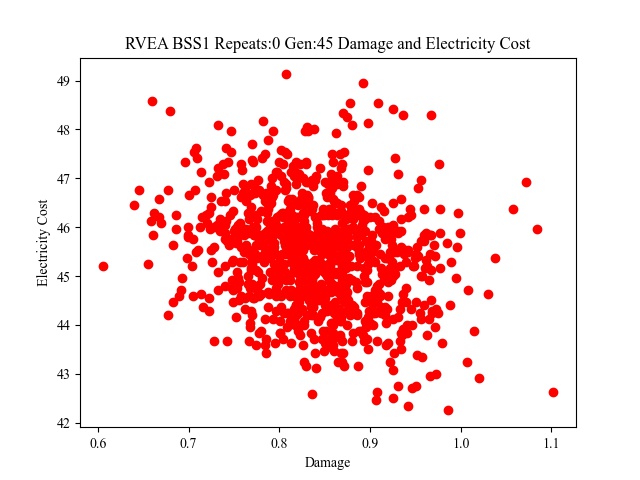 RVEA BSS1 Repeats:0 Gen:45 Damage and Electricity Cost
49
48
47
46
45
44
43
42
Electricity Cost
0.6 0.7 0.8 0.9 1.0 1.1
Damage